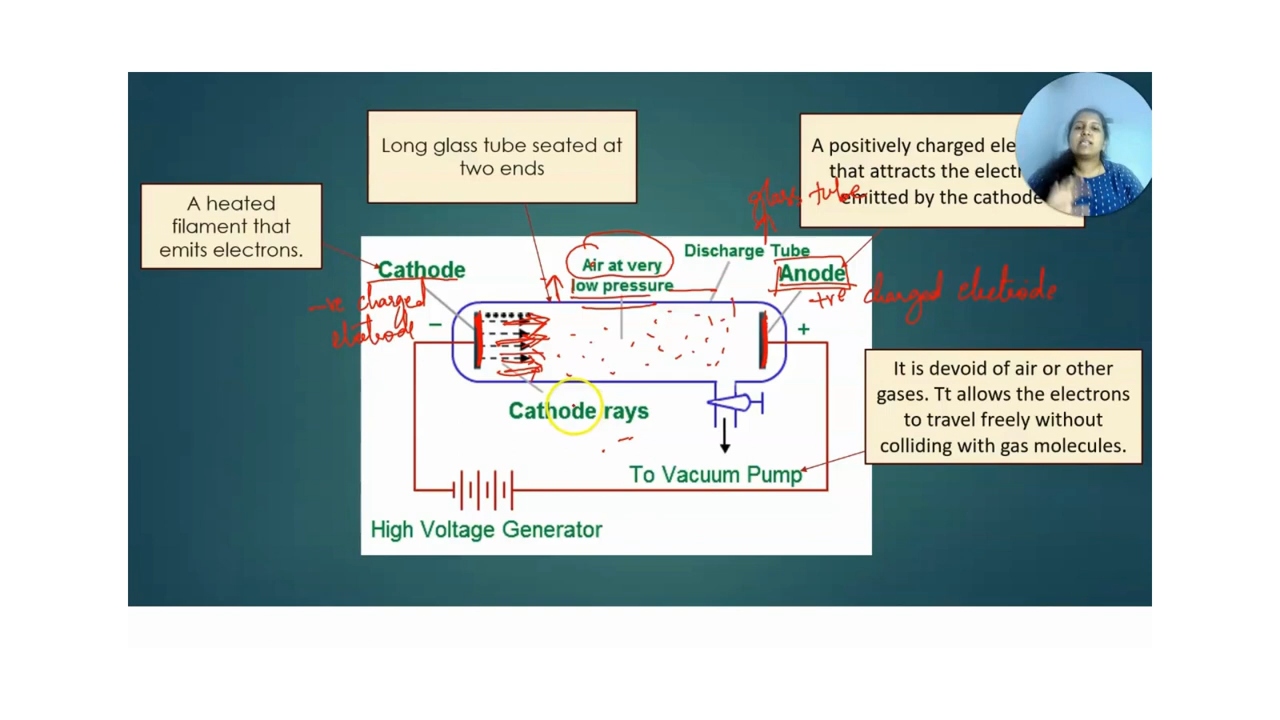 Long glass tube seated at
two ends
A positively charged ele
that attracts the electr
emitted by the cathode
glass tube
A heated
filament that
emits electrons.
Cathode
-ve charged
electrode
Air at very
low pressure
Discharge Tube
Anode
+ve charged electrode
−
+
Cathode rays
It is devoid of air or other
gases. Tt allows the electrons
to travel freely without
colliding with gas molecules.
To Vacuum Pump
High Voltage Generator